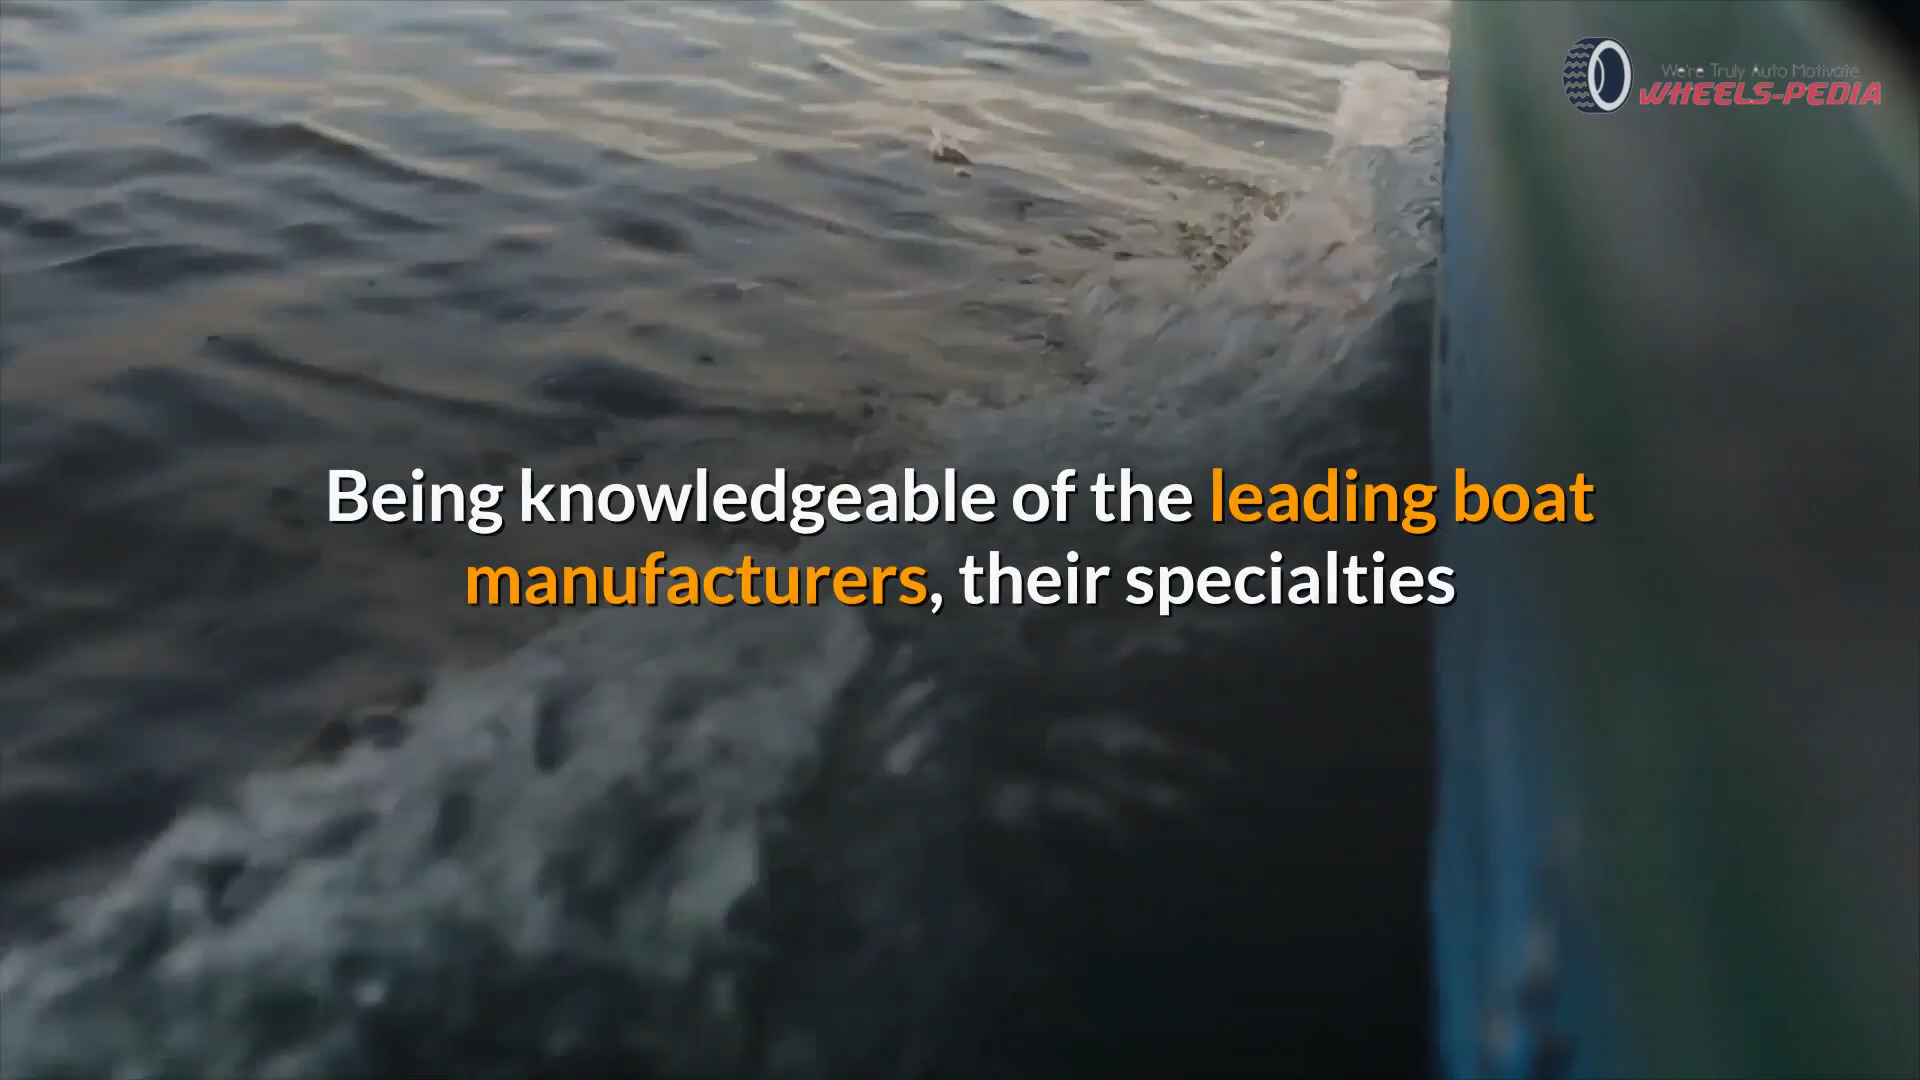 We're Truly Auto Motivate
WHEELS-PEDIA
Being knowledgeable of the leading boat
manufacturers, their specialties